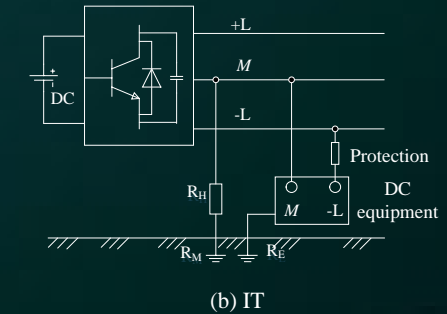 +L
M
DC
-L
Protection
R_H
DC
M -L
equipment
R_M
R_E
(b) IT